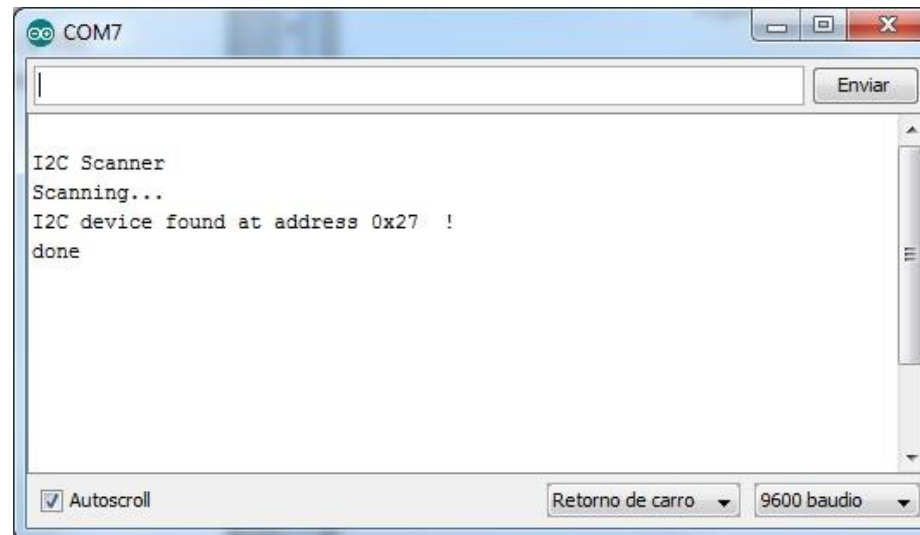 COM7
Enviar
I2C Scanner
Scanning...
I2C device found at address 0x27  !
done
Autoscroll
Retorno de carro
9600 baudio